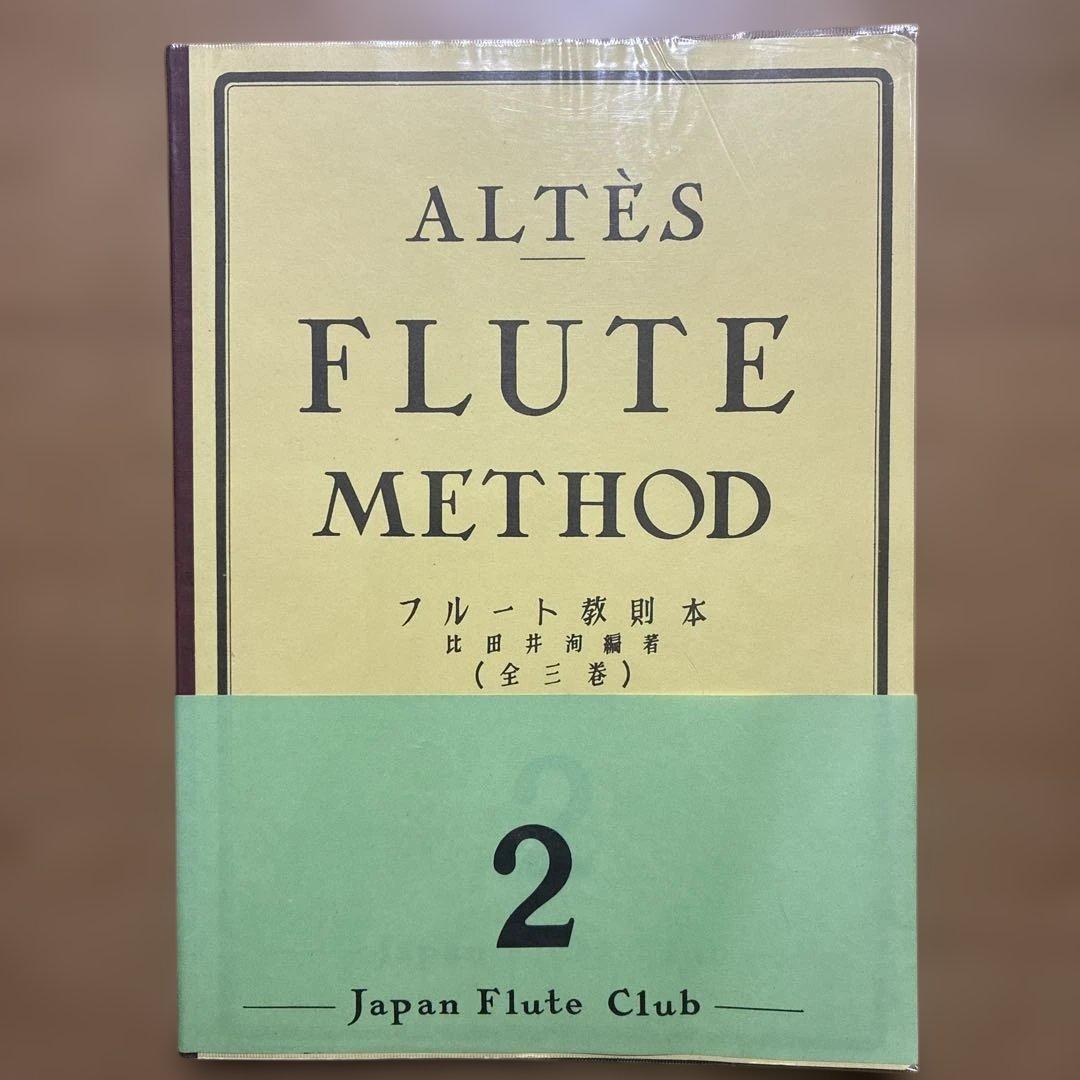 ALTÈS
FLUTE
METHOD
フルート教則本
比田井洵編著
(全三巻)
2
Japan Flute Club